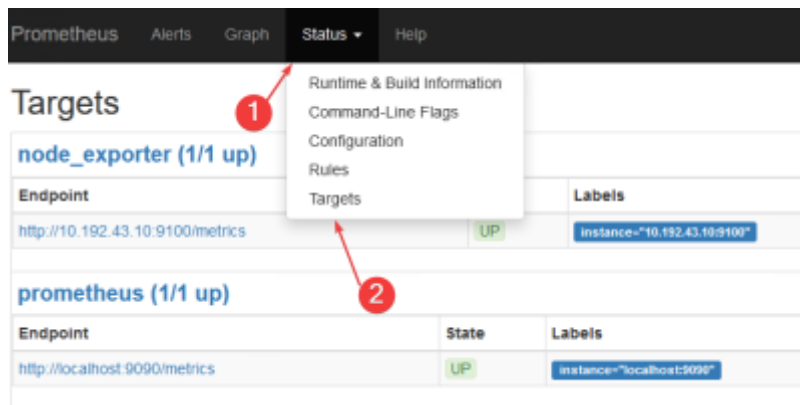 Prometheus Alerts Graph Status Help
Runtime & Build Information
Targets
1
Command-Line Flags
Configuration
node_exporter (1/1 up)
Rules
Endpoint Labels
Targets
http://10.192.43.10:9100/metrics UP instance="10.192.43.10:9100"
prometheus (1/1 up)
2
Endpoint State Labels
http://localhost:9090/metrics UP instance="localhost:9090"